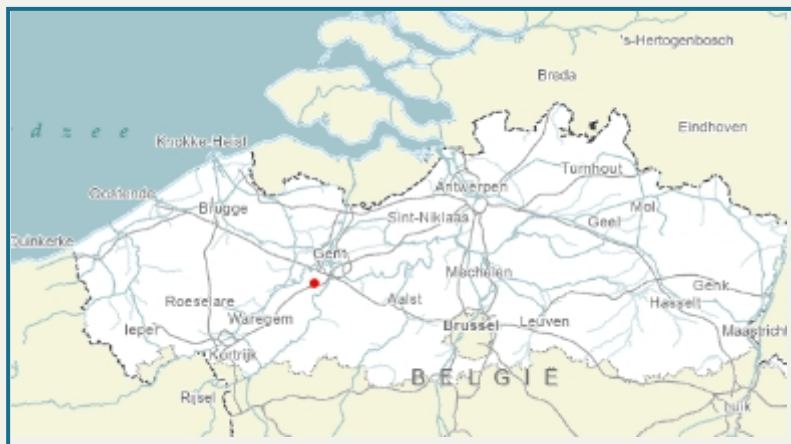 's-Hertogenbosch
Breda
d z e e
Eindhoven
Knokke-Heist
Turnhout
Antwerpen
Oostende
Mol
Brugge
Sint-Niklaas
Geel
Duinkerke
Gent
Mechelen
Genk
Roeselare
Aalst
Hasselt
Waregem
Ieper
Brussel
Leuven
Maastricht
Kortrijk
BELGIË
Rijsel
Luik